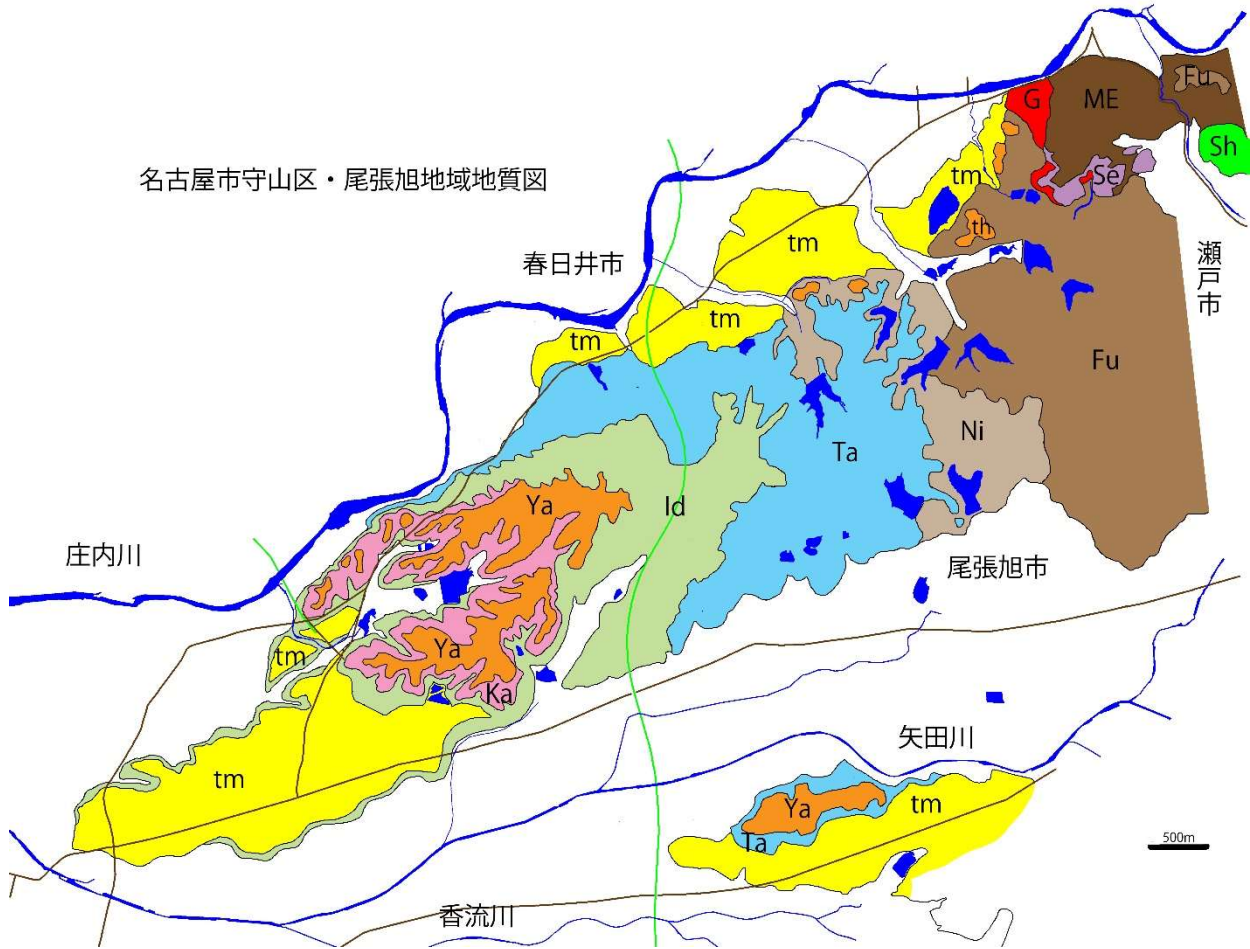 名古屋市守山区・尾張旭地域地質図
Fu
G
ME
Sh
Se
tm
th
瀬戸市
tm
春日井市
tm
tm
Fu
Ni
Ta
Ya
Id
庄内川
尾張旭市
tm
Ya
Ka
矢田川
tm
Ya
tm
Ta
500m
香流川